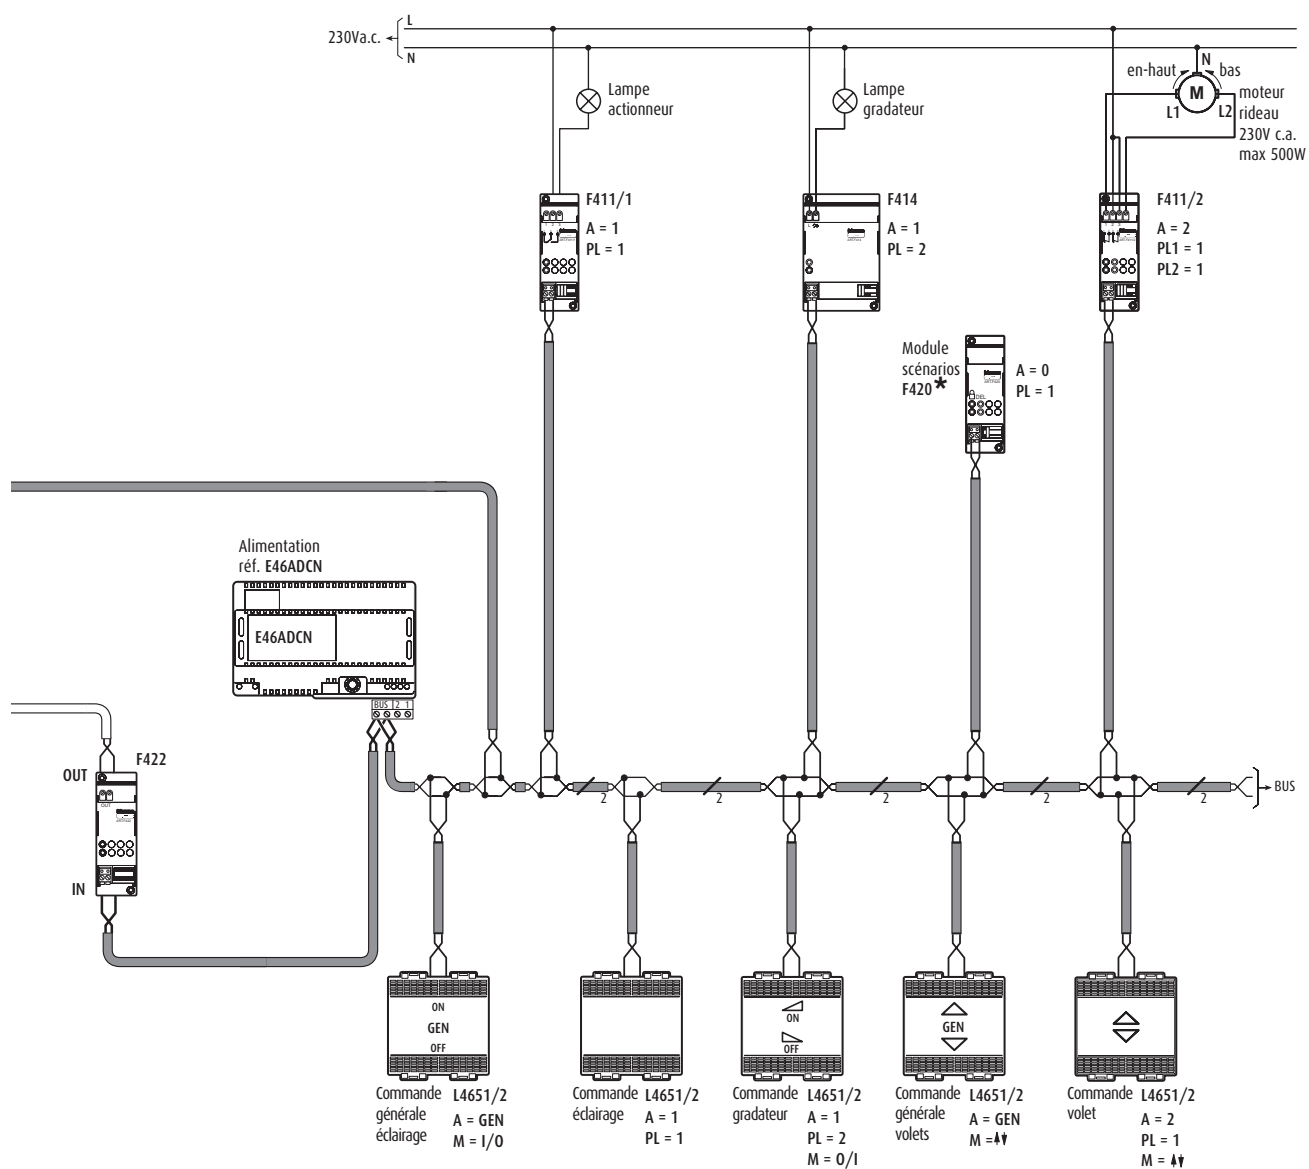 L
230Va.c.
N
Lampe
actionneur
Lampe
gradateur
N
en-haut
bas
M
L1
L2
moteur
rideau
230V c.a.
max 500W
F411/1
A = 1
PL = 1
F414
A = 1
PL = 2
F411/2
A = 2
PL1 = 1
PL2 = 1
Module
scénarios
F420*
A = 0
PL = 1
DEL
Alimentation
réf. E46ADCN
E46ADCN
BUS 2 1
F422
OUT
OUT
IN
2
2
2
2
2
BUS
ON
GEN
OFF
ON
OFF
GEN
Commande L4651/2
générale
éclairage
A = GEN
M = I/O
Commande L4651/2
éclairage
A = 1
PL = 1
Commande L4651/2
gradateur
A = 1
PL = 2
M = O/I
Commande L4651/2
générale
volets
A = GEN
M =
Commande L4651/2
volet
A = 2
PL = 1
M =